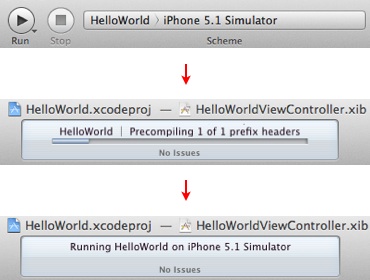 HelloWorld 〉iPhone 5.1 Simulator
Run Stop Scheme
HelloWorld.xcodeproj — HelloWorldViewController.xib
HelloWorld | Precompiling 1 of 1 prefix headers
No Issues
HelloWorld.xcodeproj — HelloWorldViewController.xib
Running HelloWorld on iPhone 5.1 Simulator
No Issues